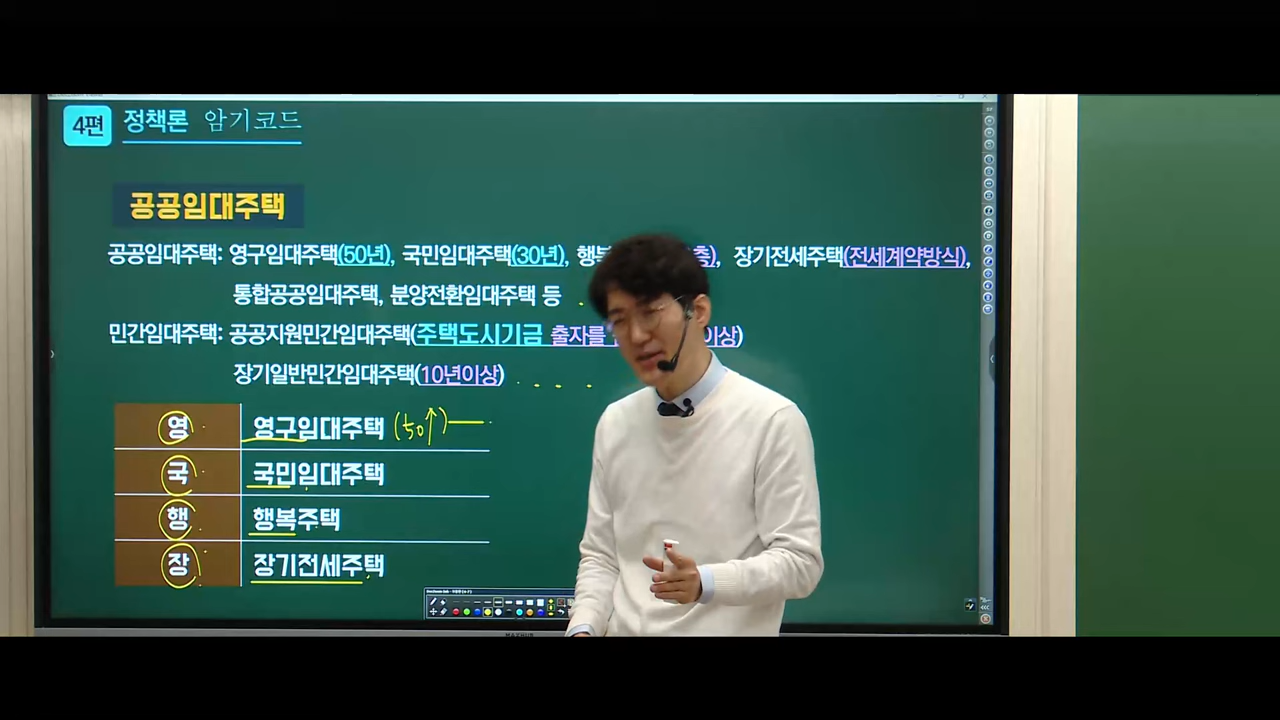 4편 정책론 암기코드
공공임대주택
공공임대주택: 영구임대주택(50년), 국민임대주택(30년), 장기전세주택(전세계약방식),
통합공공임대주택, 분양전환임대주택 등
민간임대주택: 공공지원민간임대주택(주택도시기금 출자를 이상)
장기일반민간임대주택(10년이상)
영 영구임대주택 (50↑)
국 국민임대주택
행 행복주택
장 장기전세주택
MAXHUB